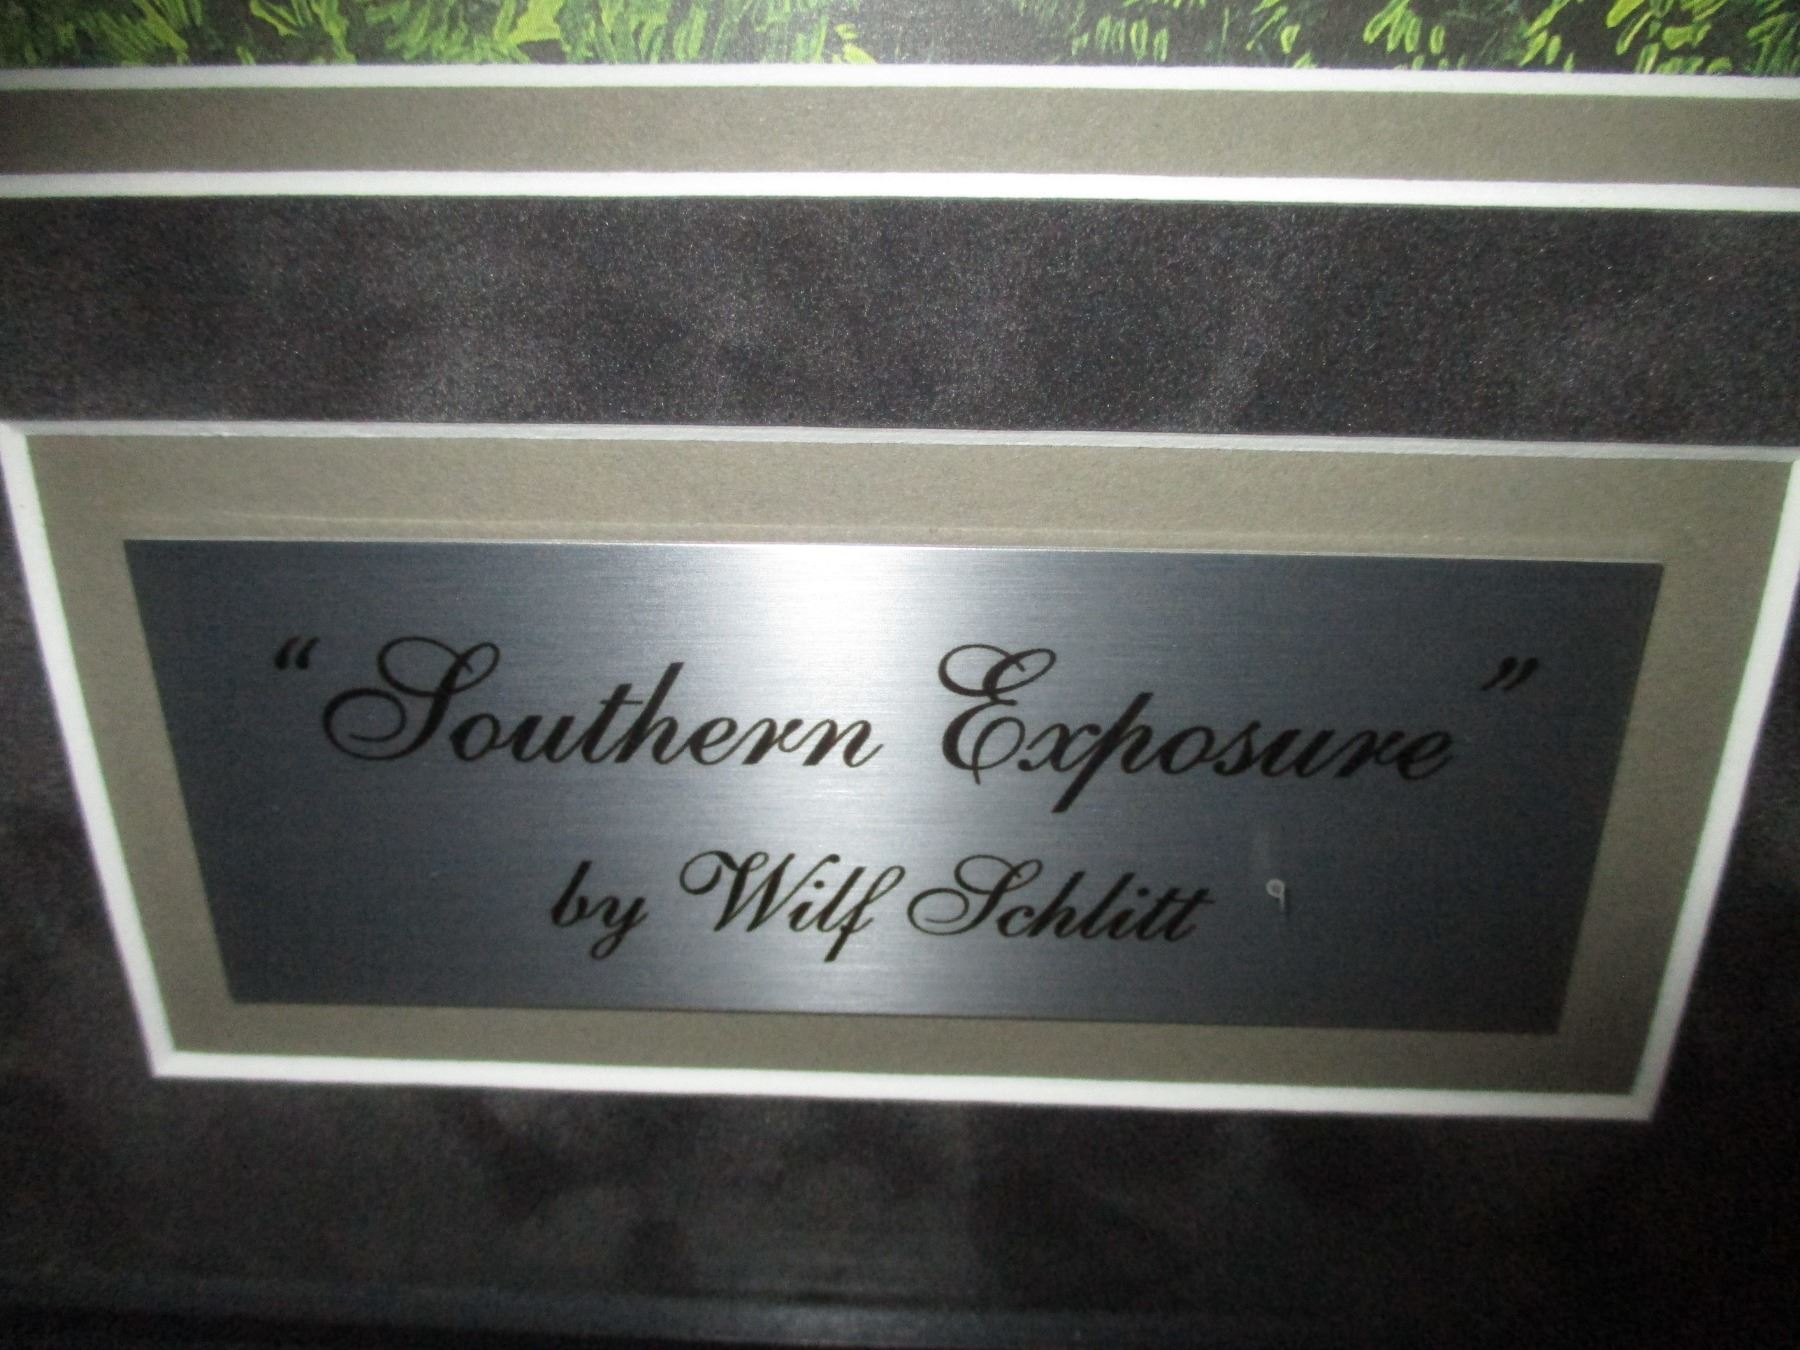 “Southern Exposure”
by Wilf Schlitt